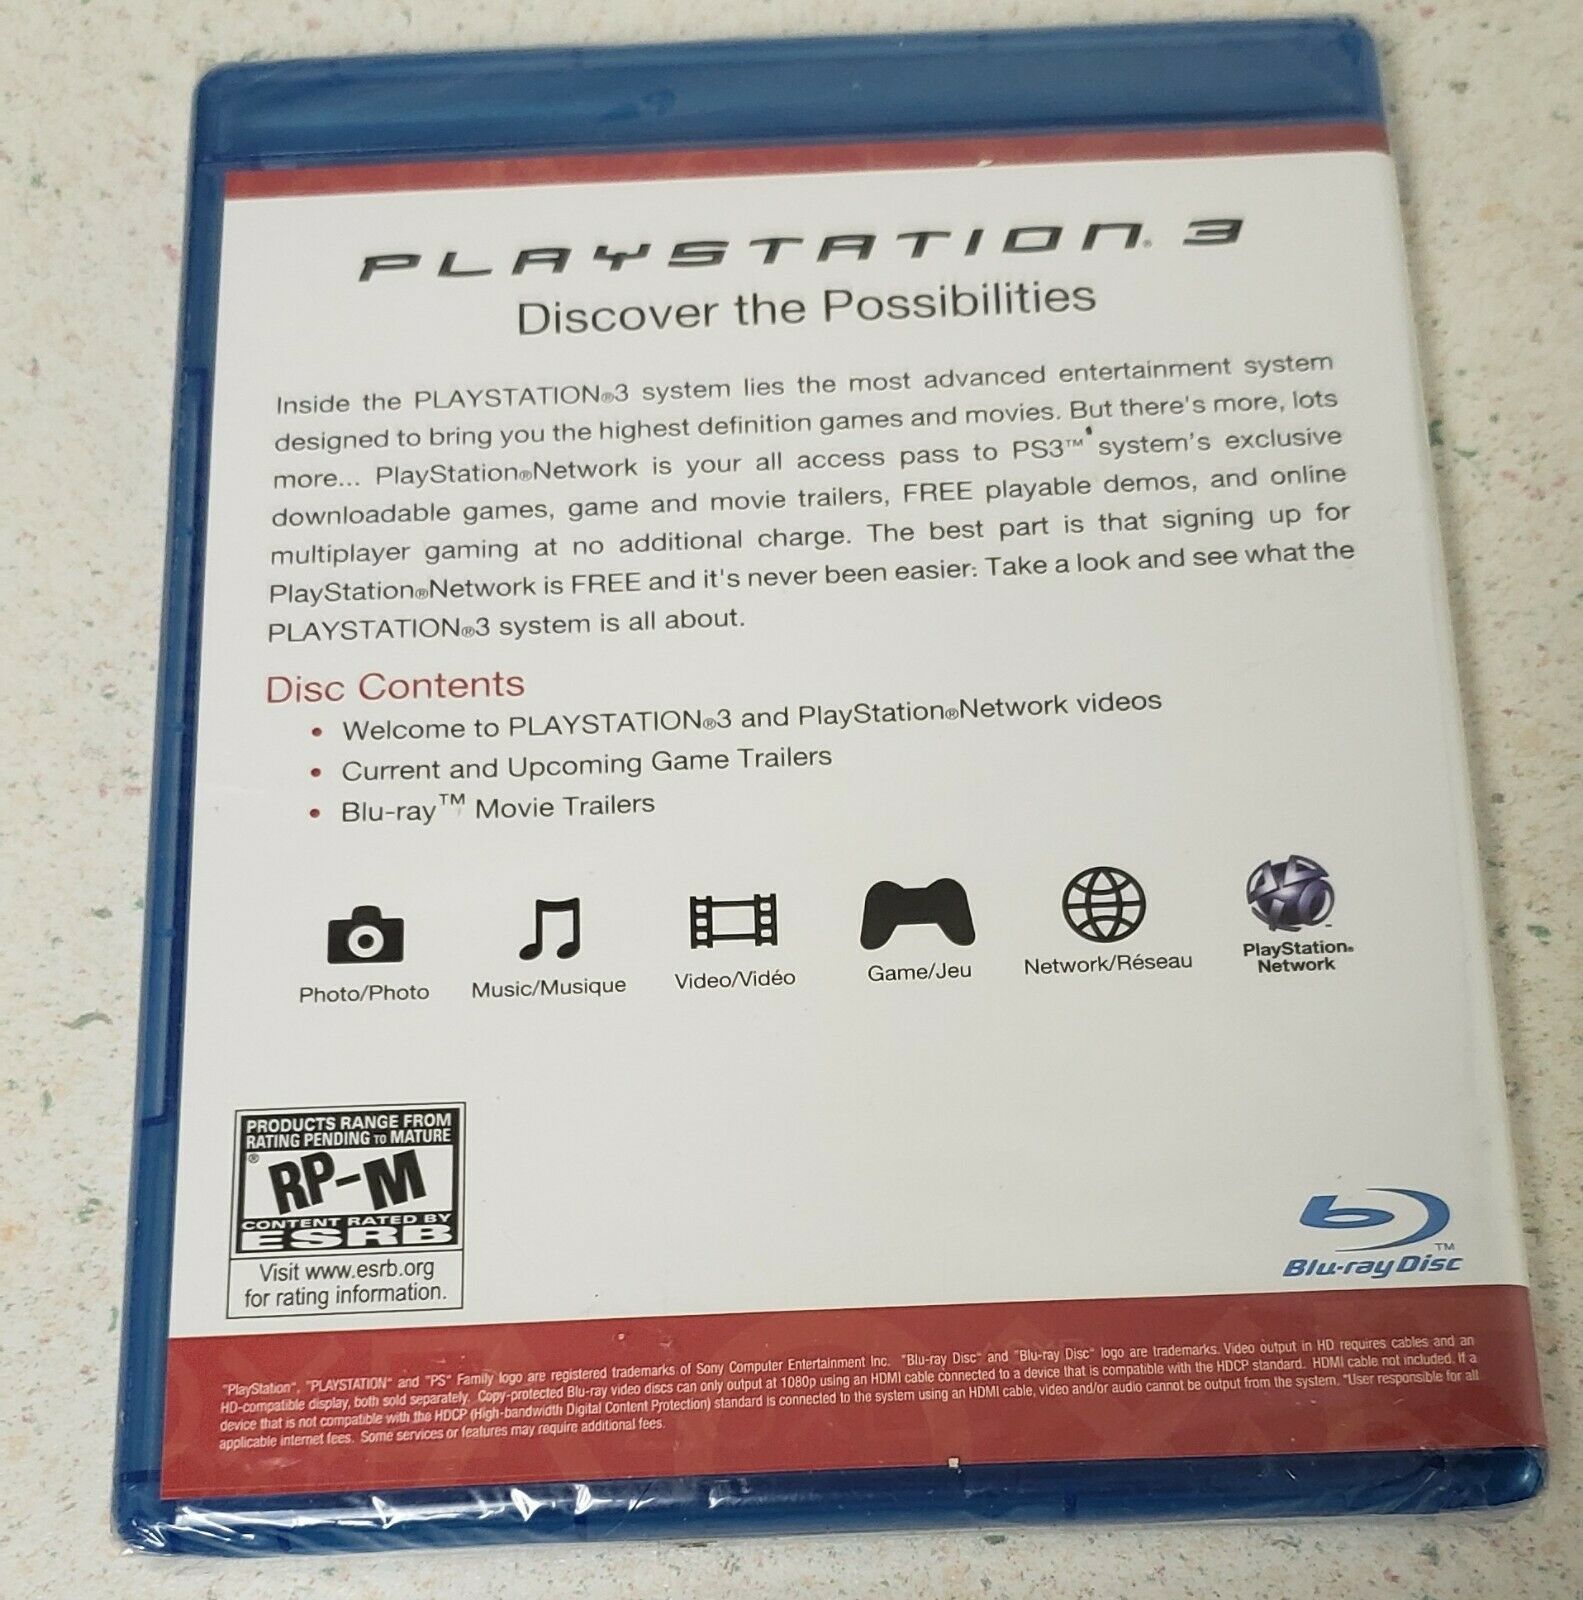 PLAYSTATION® 3
Discover the Possibilities
Inside the PLAYSTATION®3 system lies the most advanced entertainment system
designed to bring you the highest definition games and movies. But there's more, lots
more... PlayStation®Network is your all access pass to PS3™ system's exclusive
downloadable games, game and movie trailers, FREE playable demos, and online
multiplayer gaming at no additional charge. The best part is that signing up for
PlayStation®Network is FREE and it's never been easier: Take a look and see what the
PLAYSTATION®3 system is all about.
Disc Contents
• Welcome to PLAYSTATION®3 and PlayStation®Network videos
• Current and Upcoming Game Trailers
• Blu-ray™ Movie Trailers
Photo/Photo
Music/Musique
Video/Vidéo
Game/Jeu
Network/Réseau
PlayStation®
Network
PRODUCTS RANGE FROM
RATING PENDING TO MATURE
® RP-M
CONTENT RATED BY
ESRB
Visit www.esrb.org
for rating information.
™
Blu-ray Disc
"PlayStation", "PLAYSTATION" and "PS" Family logo are registered trademarks of Sony Computer Entertainment Inc. "Blu-ray Disc" and "Blu-ray Disc" logo are trademarks. Video output in HD requires cables and an
HD-compatible display, both sold separately. Copy-protected Blu-ray video discs can only output at 1080p using an HDMI cable connected to a device that is compatible with the HDCP standard. HDMI cable not included. If a
device that is not compatible with the HDCP (High-bandwidth Digital Content Protection) standard is connected to the system using an HDMI cable, video and/or audio cannot be output from the system. *User responsible for all
applicable internet fees. Some services or features may require additional fees.